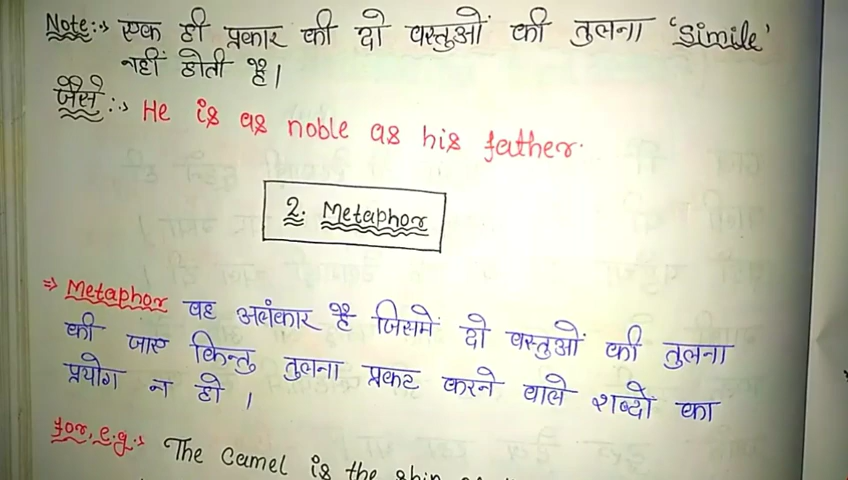 Note:→ एक ही प्रकार की दो वस्तुओं की तुलना 'Simile'
नहीं होती है।
जैसे:→ He is as noble as his father.
2. Metaphor
⇒ Metaphor वह अलंकार है जिसमें दो वस्तुओं की तुलना
की जाए किन्तु तुलना प्रकट करने वाले शब्दों का
प्रयोग न हो ।
for, e.g.→ The Camel is the ship